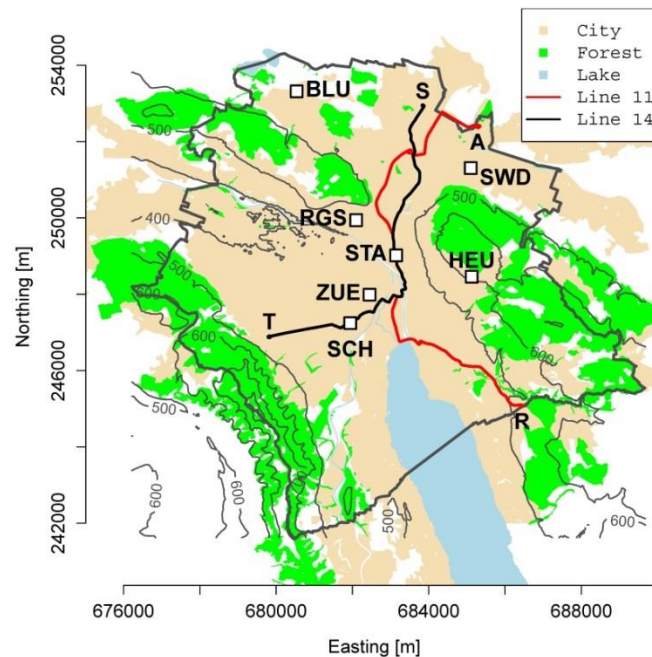 City
Forest
Lake
Line 11
Line 14
254000
250000
246000
242000
Northing [m]
BLU
S
A
500
SWD
400
RGS
STA
HEU
500
500
ZUE
T
600
SCH
500
600
R
500
600
600
500
600
676000
680000
684000
688000
Easting [m]